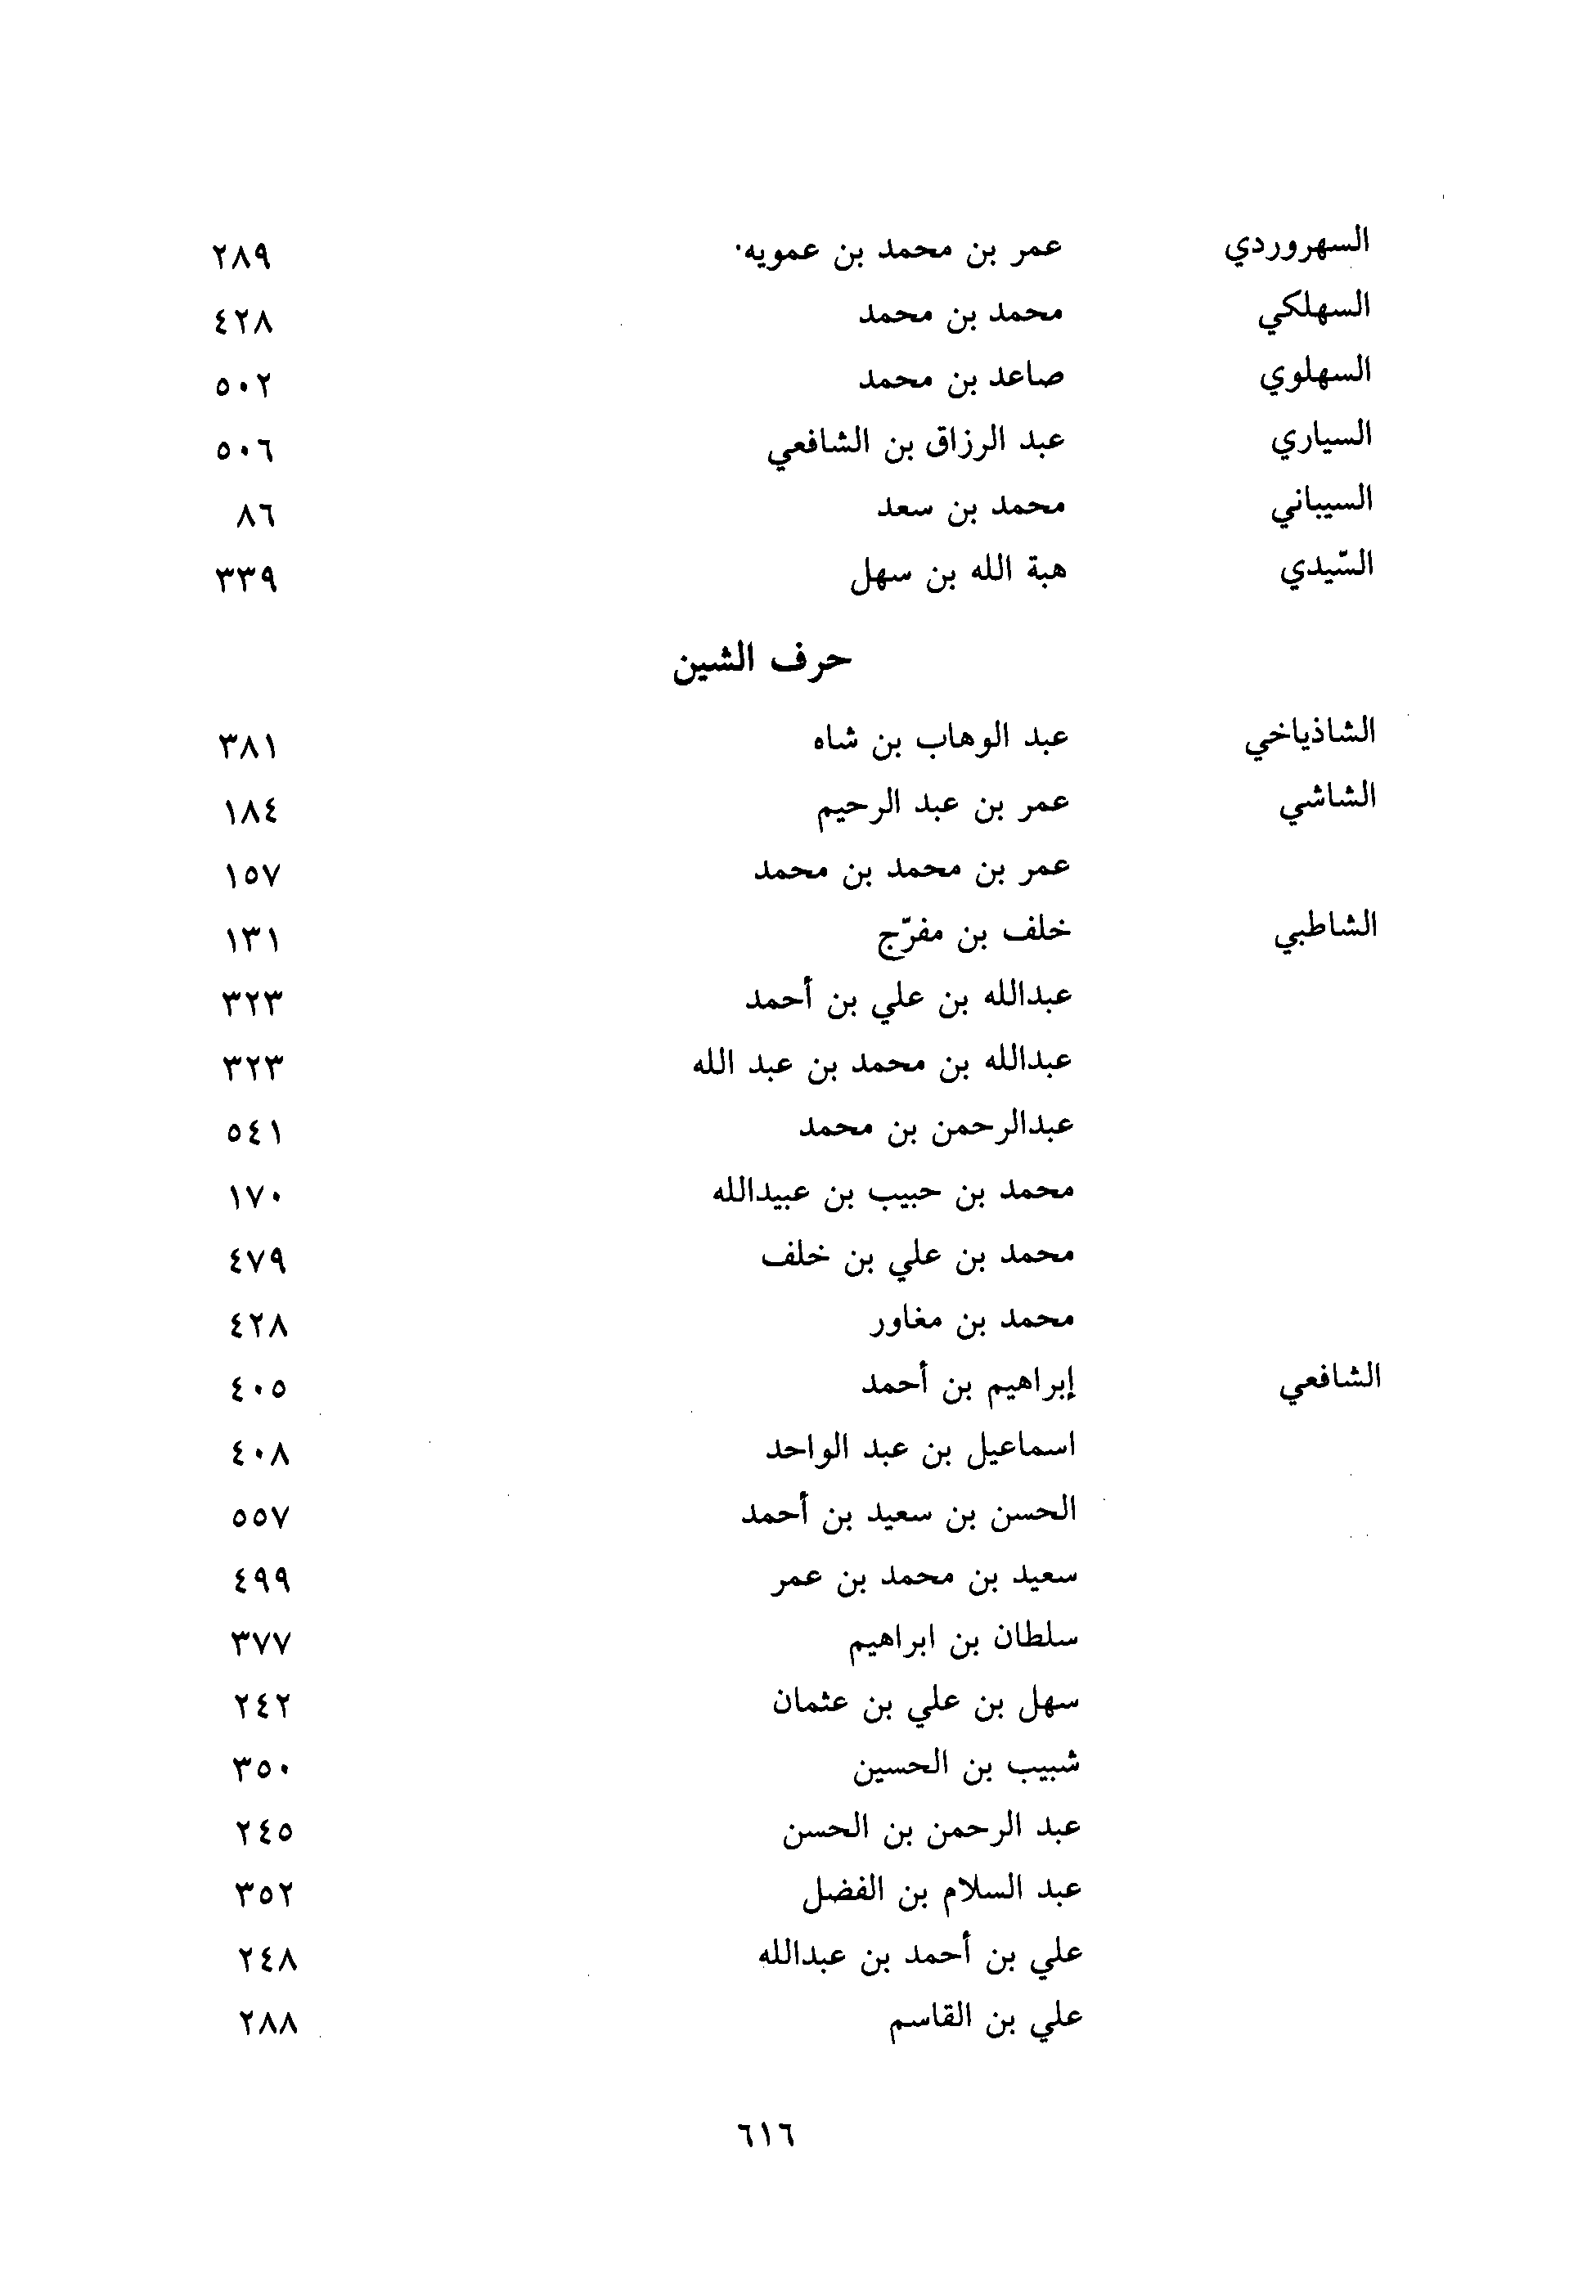 السهروردي عمر بن محمد بن عمويه ٢٨٩
السهلكي محمد بن محمد ٤٢٨
السهلوي صاعد بن محمد ٥٠٢
السياري عبد الرزاق بن الشافعي ٥٠٦
السيباني محمد بن سعد ٨٦
السّيدي هبة الله بن سهل ٣٣٩
حرف الشين
الشاذياخي عبد الوهاب بن شاه ٣٨١
الشاشي عمر بن عبد الرحيم ١٨٤
عمر بن محمد بن محمد ١٥٧
الشاطبي خلف بن مفرّج ١٣١
عبدالله بن علي بن أحمد ٣٢٣
عبدالله بن محمد بن عبد الله ٣٢٣
عبدالرحمن بن محمد ٥٤١
محمد بن حبيب بن عبيدالله ١٧٠
محمد بن علي بن خلف ٤٧٩
محمد بن مغاور ٤٢٨
الشافعي إبراهيم بن أحمد ٤٠٥
اسماعيل بن عبد الواحد ٤٠٨
الحسن بن سعيد بن أحمد ٥٥٧
سعيد بن محمد بن عمر ٤٩٩
سلطان بن ابراهيم ٣٧٧
سهل بن علي بن عثمان ٢٤٢
شبيب بن الحسين ٣٥٠
عبد الرحمن بن الحسن ٢٤٥
عبد السلام بن الفضل ٣٥٢
علي بن أحمد بن عبدالله ٢٤٨
علي بن القاسم ٢٨٨
٦١٦